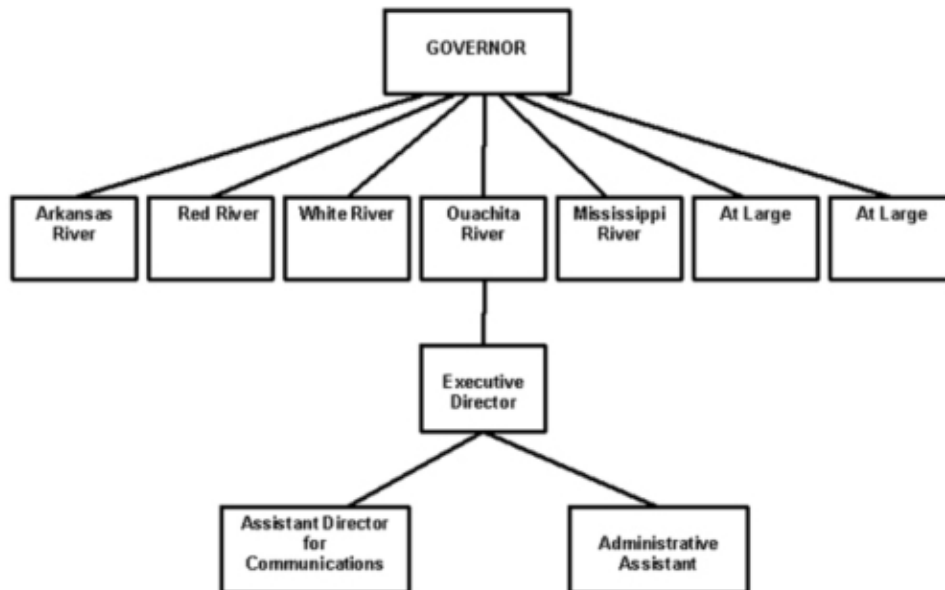 GOVERNOR
Arkansas
River
Red River
White River
Ouachita
River
Mississippi
River
At Large
At Large
Executive
Director
Assistant Director
for
Communications
Administrative
Assistant